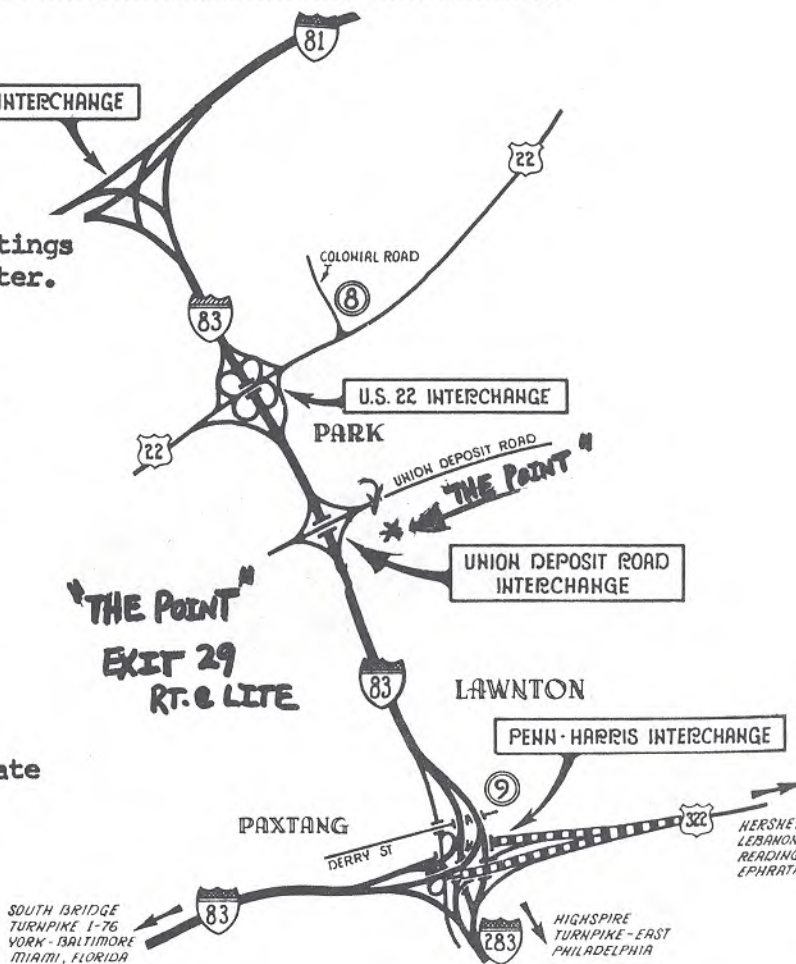 81
INTERCHANGE
22
tings
ter.
COLONIAL ROAD
8
83
U.S. 22 INTERCHANGE
PARK
22
UNION DEPOSIT ROAD
"THE POINT"
UNION DEPOSIT ROAD
INTERCHANGE
"THE POINT"
EXIT 29
RT. @ LITE
83
LAWNTON
PENN-HARRIS INTERCHANGE
ate
9
PAXTANG
322
DERRY ST
HERSHE
LEBANON
READING
EPHRATA
83
SOUTH BRIDGE
TURNPIKE I-76
YORK - BALTIMORE
MIAMI, FLORIDA
283
HIGHSPIRE
TURNPIKE - EAST
PHILADELPHIA